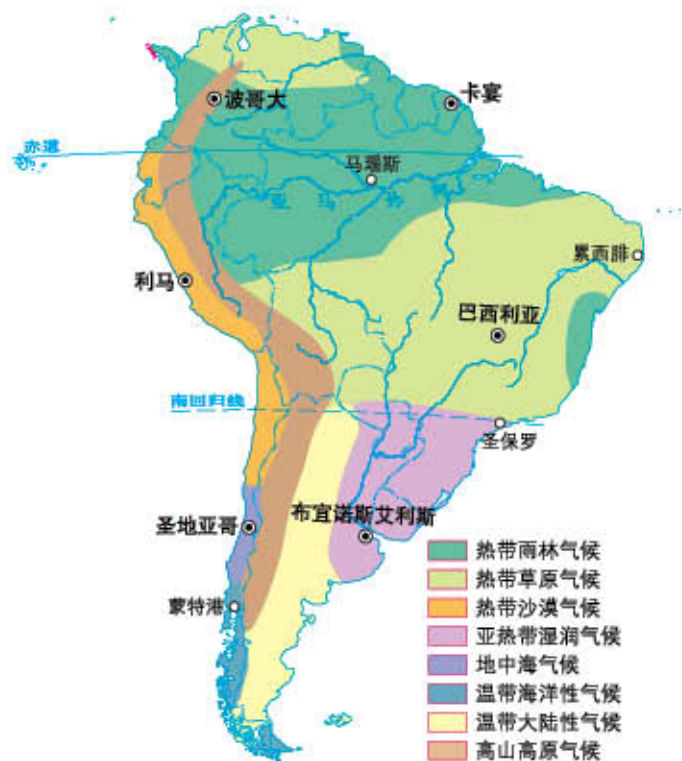 波哥大
卡宴
赤道
马瑙斯
亚马孙河
累西腓
利马
巴西利亚
南回归线
圣保罗
圣地亚哥
布宜诺斯艾利斯
蒙特港
热带雨林气候
热带草原气候
热带沙漠气候
亚热带湿润气候
地中海气候
温带海洋性气候
温带大陆性气候
高山高原气候